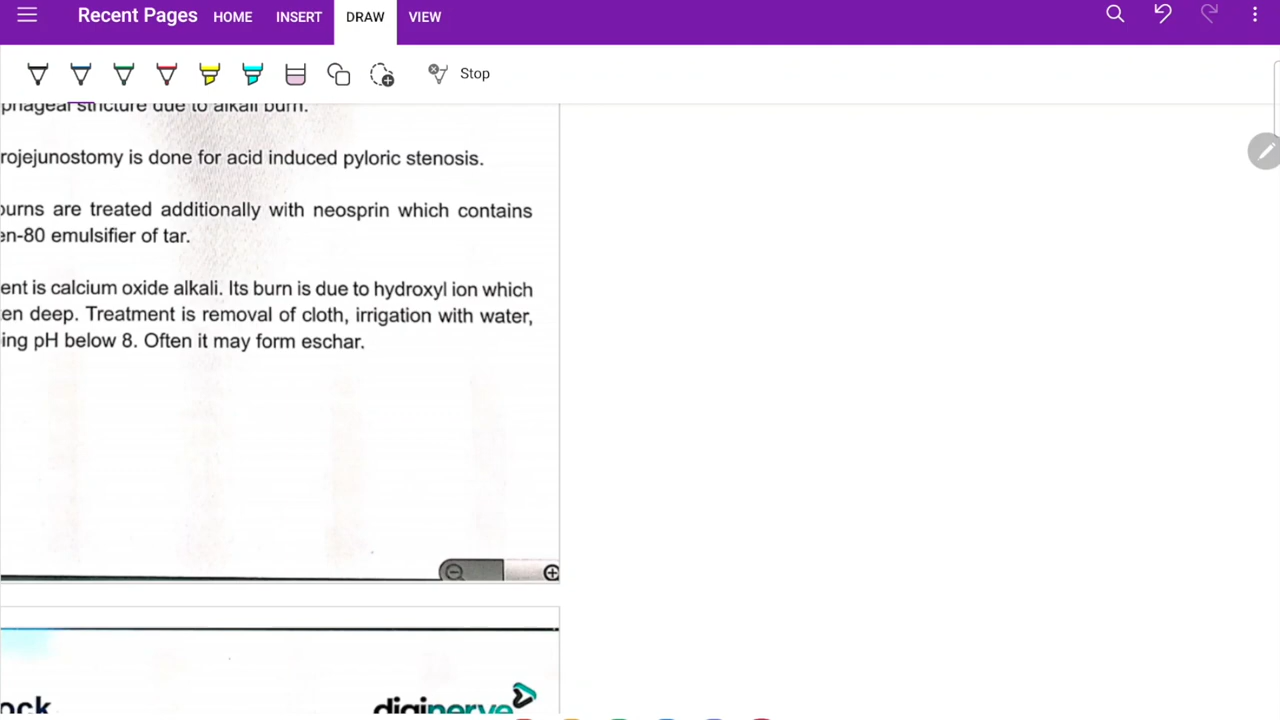 Recent Pages HOME INSERT DRAW VIEW
Stop
phageal stricture due to alkali burn.
rojejunostomy is done for acid induced pyloric stenosis.
burns are treated additionally with neosprin which contains
en-80 emulsifier of tar.
ent is calcium oxide alkali. Its burn is due to hydroxyl ion which
en deep. Treatment is removal of cloth, irrigation with water,
ing pH below 8. Often it may form eschar.
ock
diginerve